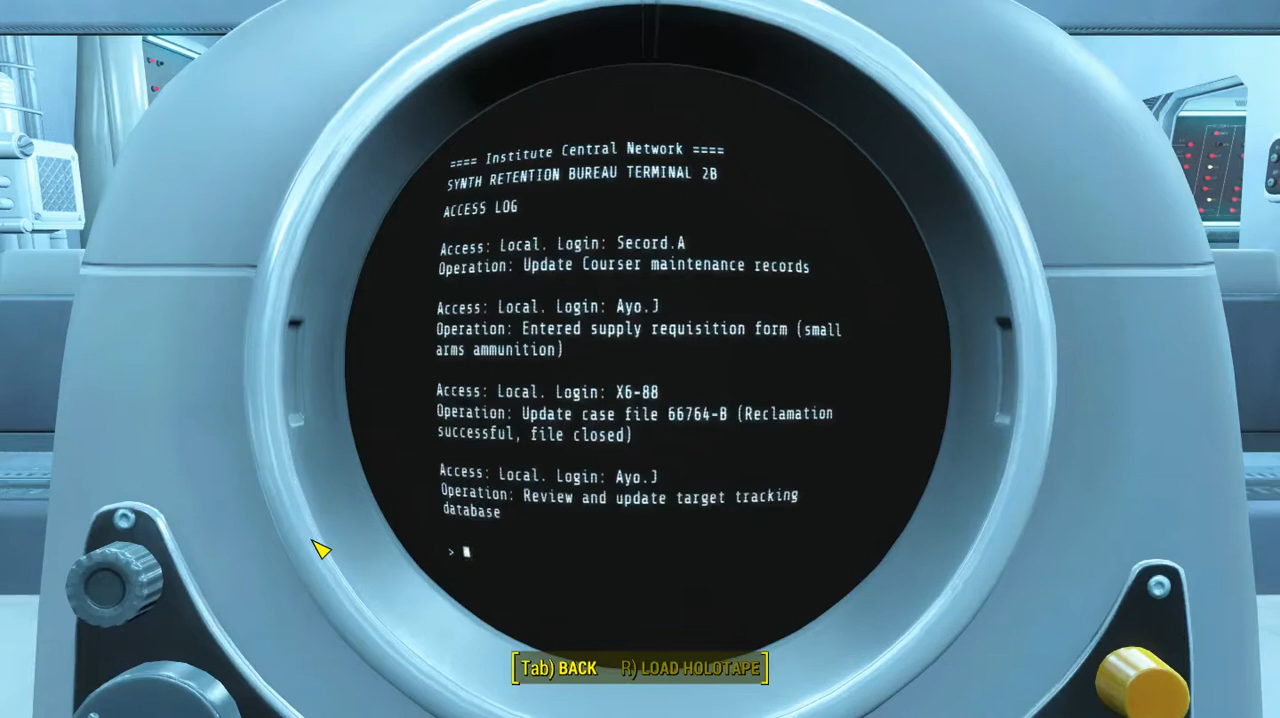 ==== Institute Central Network ====
SYNTH RETENTION BUREAU TERMINAL 2B
ACCESS LOG
Access: Local. Login: Secord.A
Operation: Update Courser maintenance records
Access: Local. Login: Ayo.J
Operation: Entered supply requisition form (small
arms ammunition)
Access: Local. Login: X6-88
Operation: Update case file 66764-B (Reclamation
successful, file closed)
Access: Local. Login: Ayo.J
Operation: Review and update target tracking
database
>
Tab) BACK R) LOAD HOLOTAPE